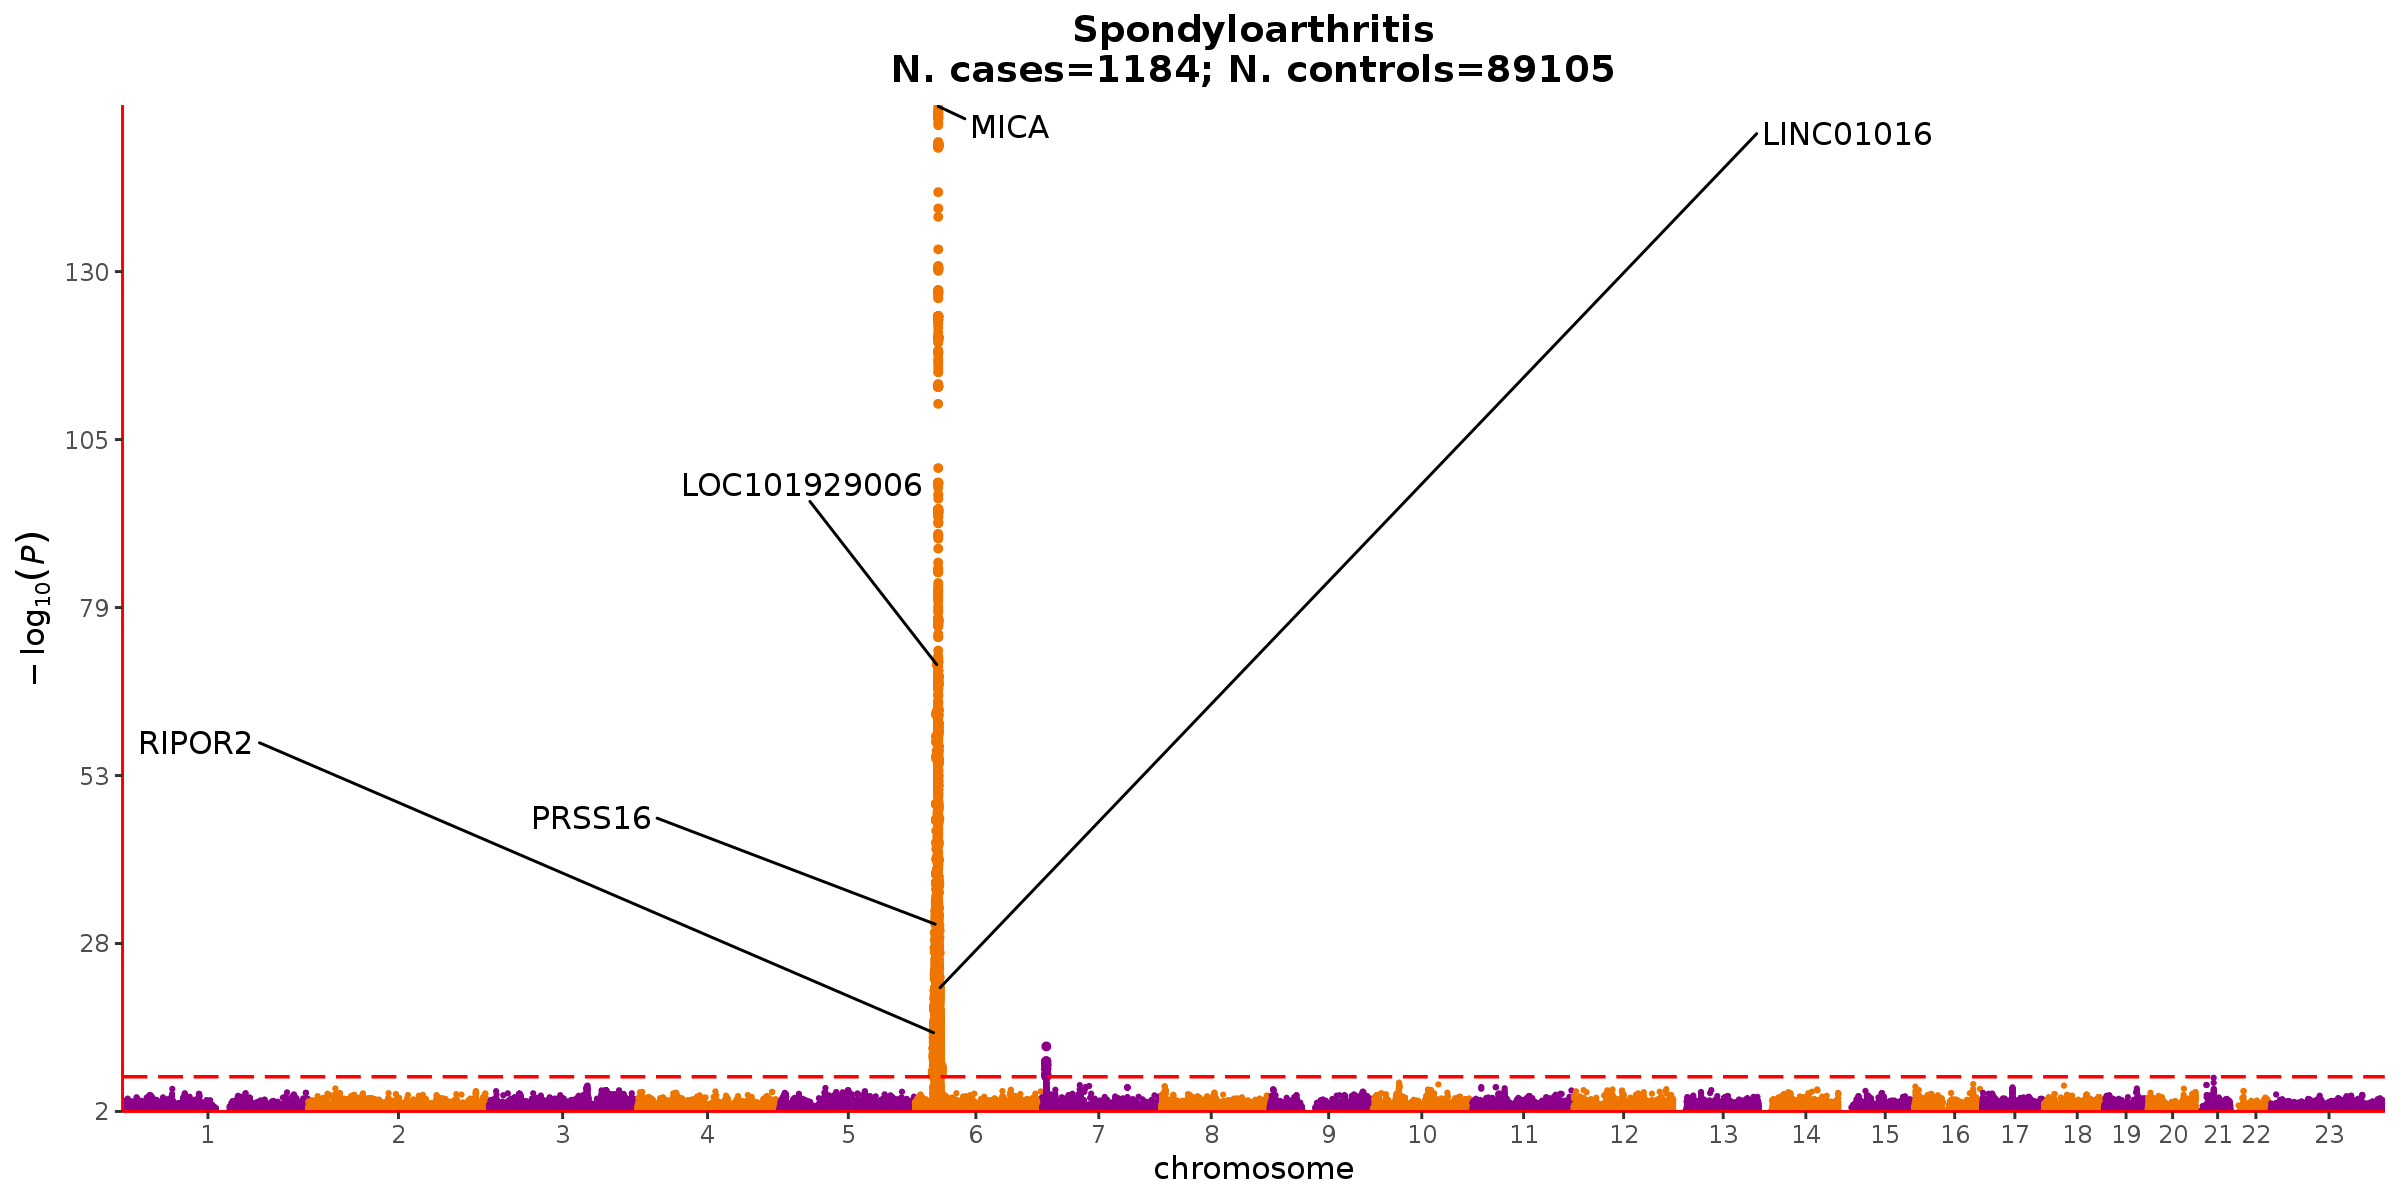 Spondyloarthritis
N. cases=1184; N. controls=89105
MICA
LINC01016
130
105
LOC101929006
79
−log10(P)
RIPOR2
53
PRSS16
28
2
1 2 3 4 5 6 7 8 9 10 11 12 13 14 15 16 17 18 19 20 21 22 23
chromosome